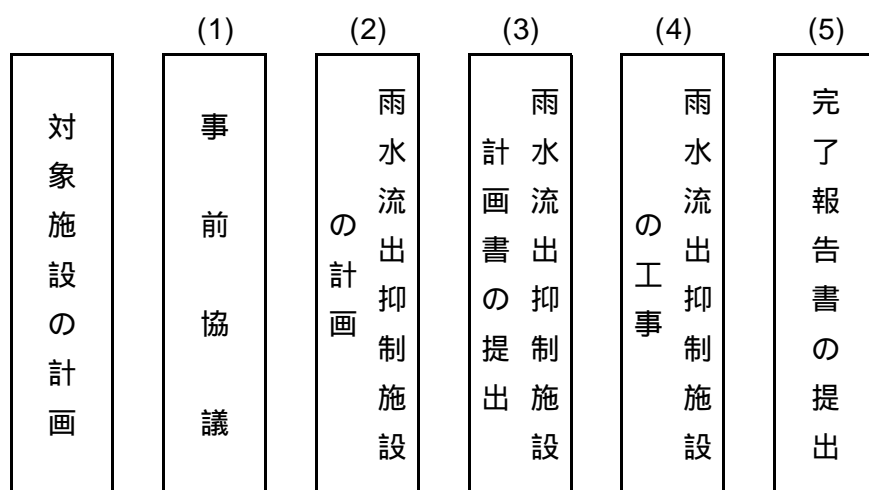 対象施設の計画
(1)
事前協議
(2)
雨水流出抑制施設
の計画
(3)
雨水流出抑制施設
計画書の提出
(4)
雨水流出抑制施設
の工事
(5)
完了報告書の提出